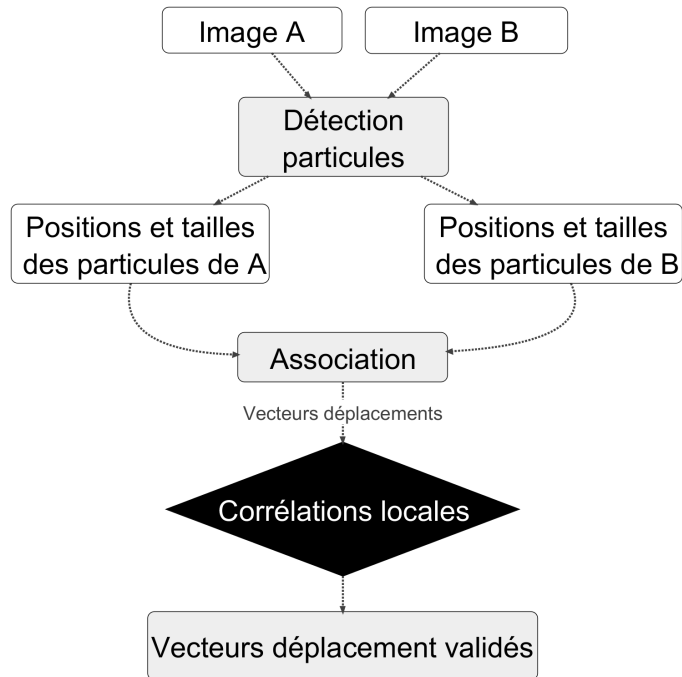 Image A
Image B
Détection
particules
Positions et tailles
des particules de A
Positions et tailles
des particules de B
Association
Vecteurs déplacements
Corrélations locales
Vecteurs déplacement validés